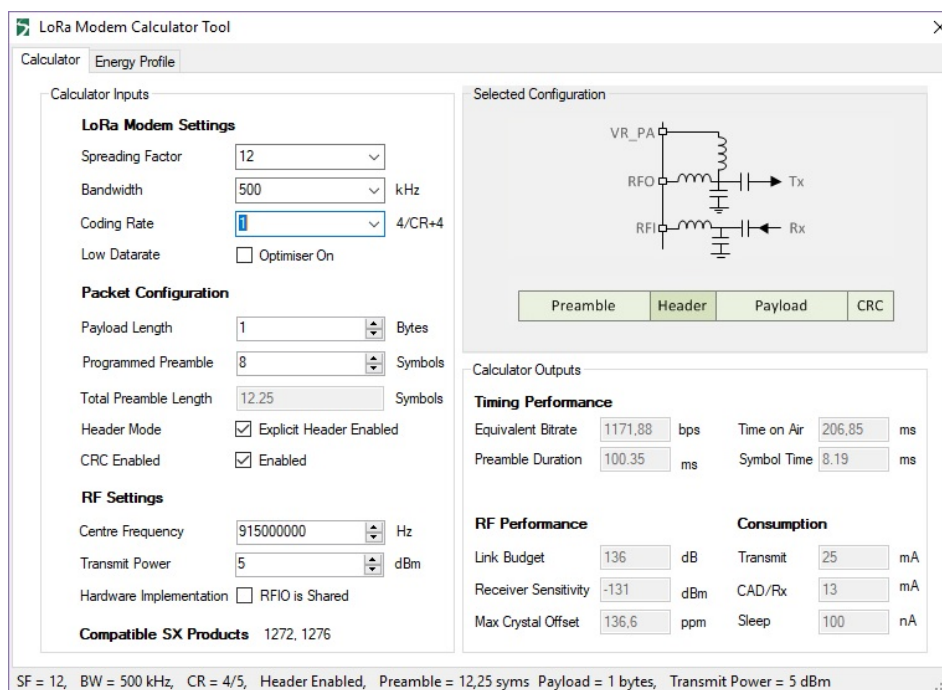 LoRa Modem Calculator Tool
Calculator Energy Profile
Calculator Inputs
LoRa Modem Settings
Spreading Factor 12
Bandwidth 500 kHz
Coding Rate 1 4/CR+4
Low Datarate Optimiser On
Packet Configuration
Payload Length 1 Bytes
Programmed Preamble 8 Symbols
Total Preamble Length 12.25 Symbols
Header Mode Explicit Header Enabled
CRC Enabled Enabled
RF Settings
Centre Frequency 915000000 Hz
Transmit Power 5 dBm
Hardware Implementation RFIO is Shared
Compatible SX Products 1272, 1276
Selected Configuration
VR_PA
RFO Tx
RFI Rx
Preamble Header Payload CRC
Calculator Outputs
Timing Performance
Equivalent Bitrate 1171,88 bps Time on Air 206,85 ms
Preamble Duration 100.35 ms Symbol Time 8.19 ms
RF Performance Consumption
Link Budget 136 dB Transmit 25 mA
Receiver Sensitivity -131 dBm CAD/Rx 13 mA
Max Crystal Offset 136,6 ppm Sleep 100 nA
SF = 12, BW = 500 kHz, CR = 4/5, Header Enabled, Preamble = 12,25 syms Payload = 1 bytes, Transmit Power = 5 dBm